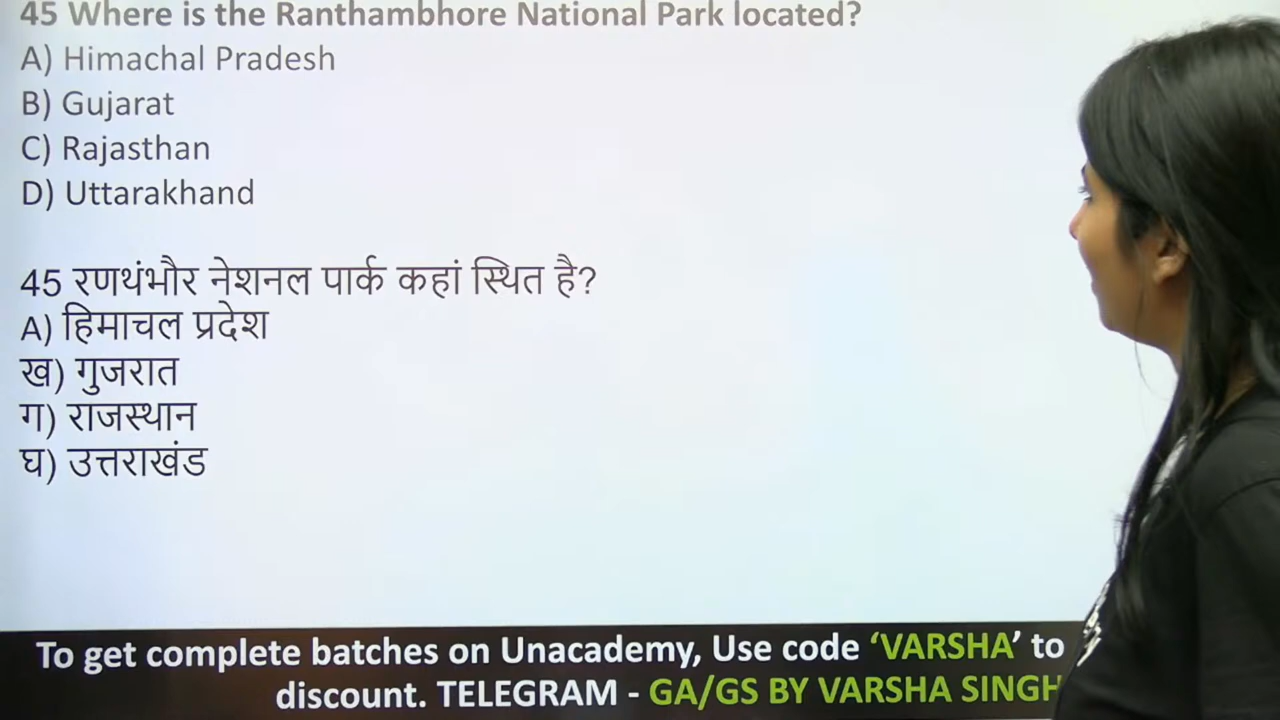 45 Where is the Ranthambhore National Park located?
A) Himachal Pradesh
B) Gujarat
C) Rajasthan
D) Uttarakhand
45 रणथंभौर नेशनल पार्क कहां स्थित है?
A) हिमाचल प्रदेश
ख) गुजरात
ग) राजस्थान
घ) उत्तराखंड
To get complete batches on Unacademy, Use code ‘VARSHA’ to
discount. TELEGRAM - GA/GS BY VARSHA SINGH